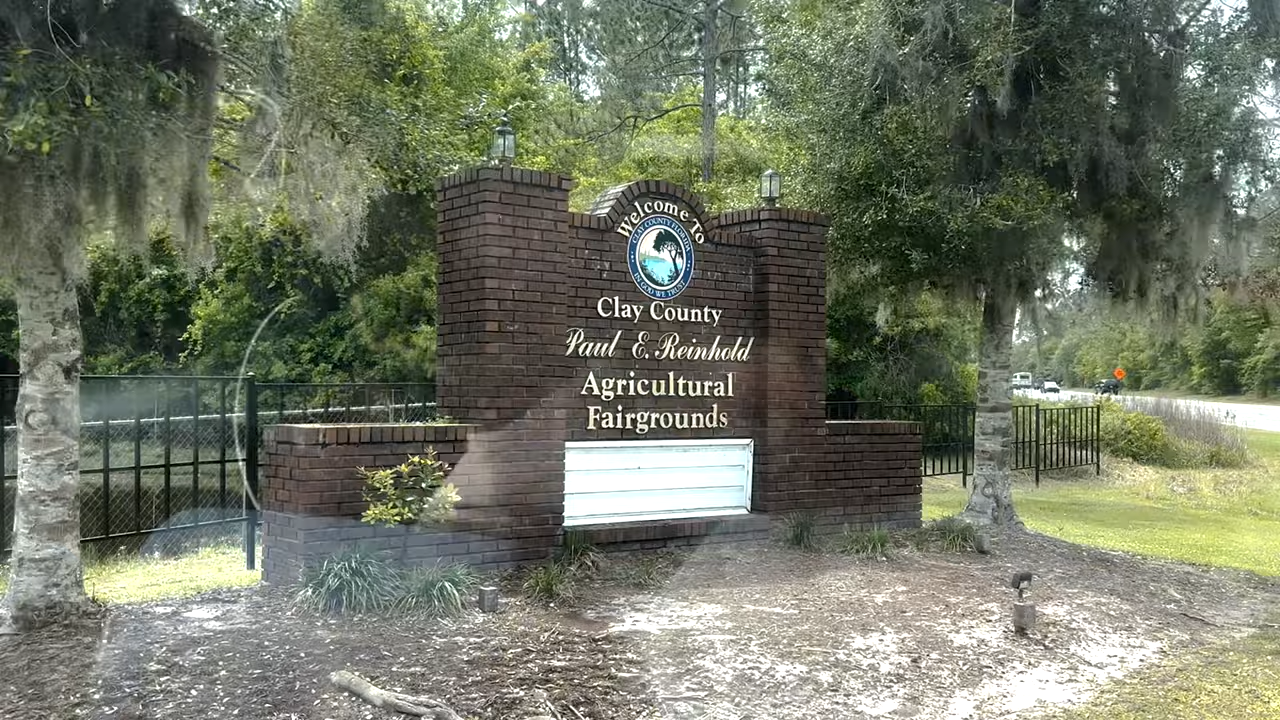 Welcome To
CLAY COUNTY FLORIDA
IN GOD WE TRUST
Clay County
Paul E. Reinhold
Agricultural
Fairgrounds